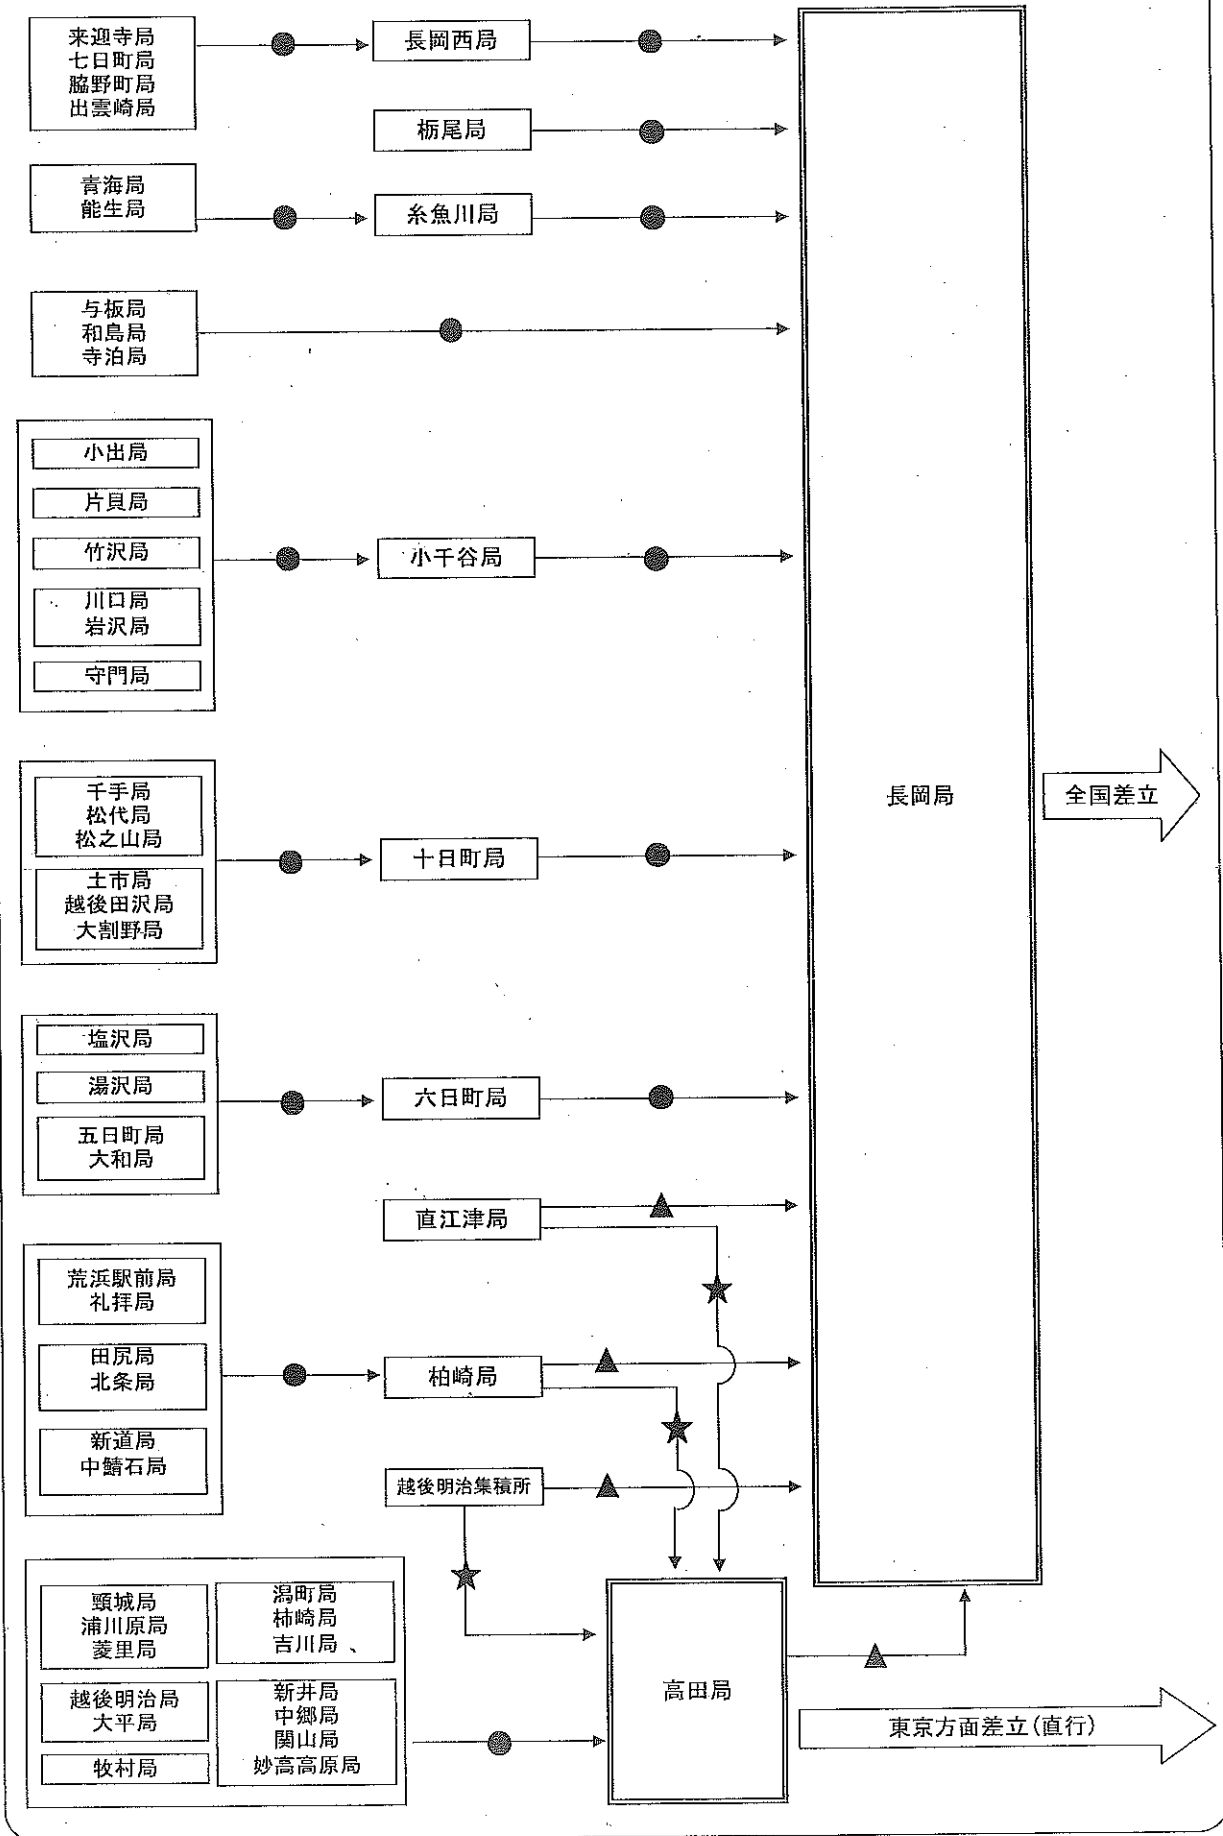 来迎寺局
七日町局
脇野町局
出雲崎局
長岡西局
栃尾局
青海局
能生局
糸魚川局
与板局
和島局
寺泊局
小出局
片貝局
竹沢局
川口局
岩沢局
守門局
小千谷局
千手局
松代局
松之山局
土市局
越後田沢局
大割野局
十日町局
塩沢局
湯沢局
五日町局
大和局
六日町局
直江津局
荒浜駅前局
礼拝局
田尻局
北条局
新道局
中鯖石局
柏崎局
越後明治集積所
頸城局
浦川原局
菱里局
越後明治局
大平局
牧村局
潟町局
柿崎局
吉川局
新井局
中郷局
関山局
妙高高原局
高田局
長岡局
全国差立
東京方面差立(直行)